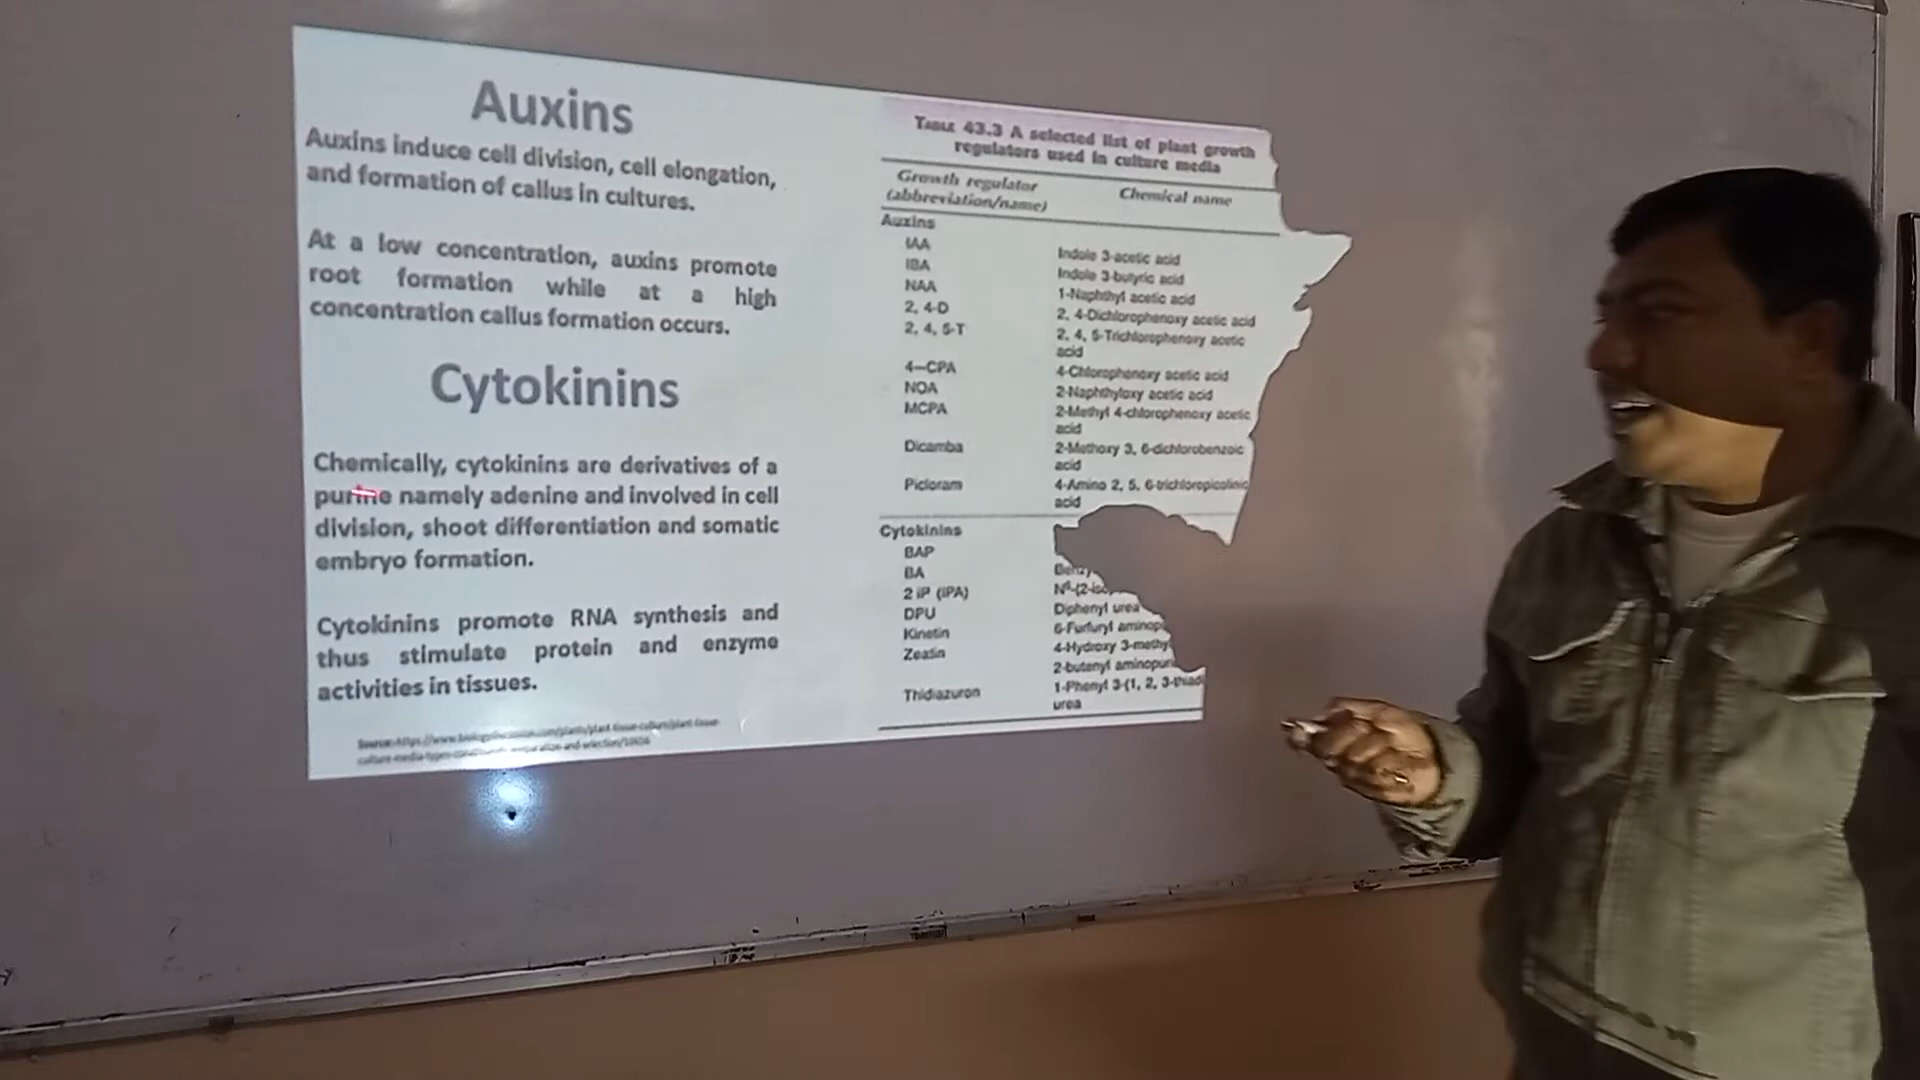 Auxins
Auxins induce cell division, cell elongation,
and formation of callus in cultures.
At a low concentration, auxins promote
root formation while at a high
concentration callus formation occurs.
Cytokinins
Chemically, cytokinins are derivatives of a
purine namely adenine and involved in cell
division, shoot differentiation and somatic
embryo formation.
Cytokinins promote RNA synthesis and
thus stimulate protein and enzyme
activities in tissues.
TABLE 43.3 A selected list of plant growth
regulators used in culture media
Growth regulator
(abbreviation/name)
Chemical name
Auxins
IAA Indole 3-acetic acid
IBA Indole 3-butyric acid
NAA 1-Naphthyl acetic acid
2, 4-D 2, 4-Dichlorophenoxy acetic acid
2, 4, 5-T 2, 4, 5-Trichlorophenoxy acetic
acid
4–CPA 4-Chlorophenoxy acetic acid
NOA 2-Naphthyloxy acetic acid
MCPA 2-Methyl 4-chlorophenoxy acetic
acid
Dicamba 2-Methoxy 3, 6-dichlorobenzoic
acid
Picloram 4-Amino 2, 5, 6-trichloropicolinic
acid
Cytokinins
BAP
BA
2 iP (IPA)
DPU Diphenyl urea
Kinetin 6-Furfuryl
Zeatin 4-Hydroxy
2-butenyl
Thidiazuron 1-Phenyl
urea